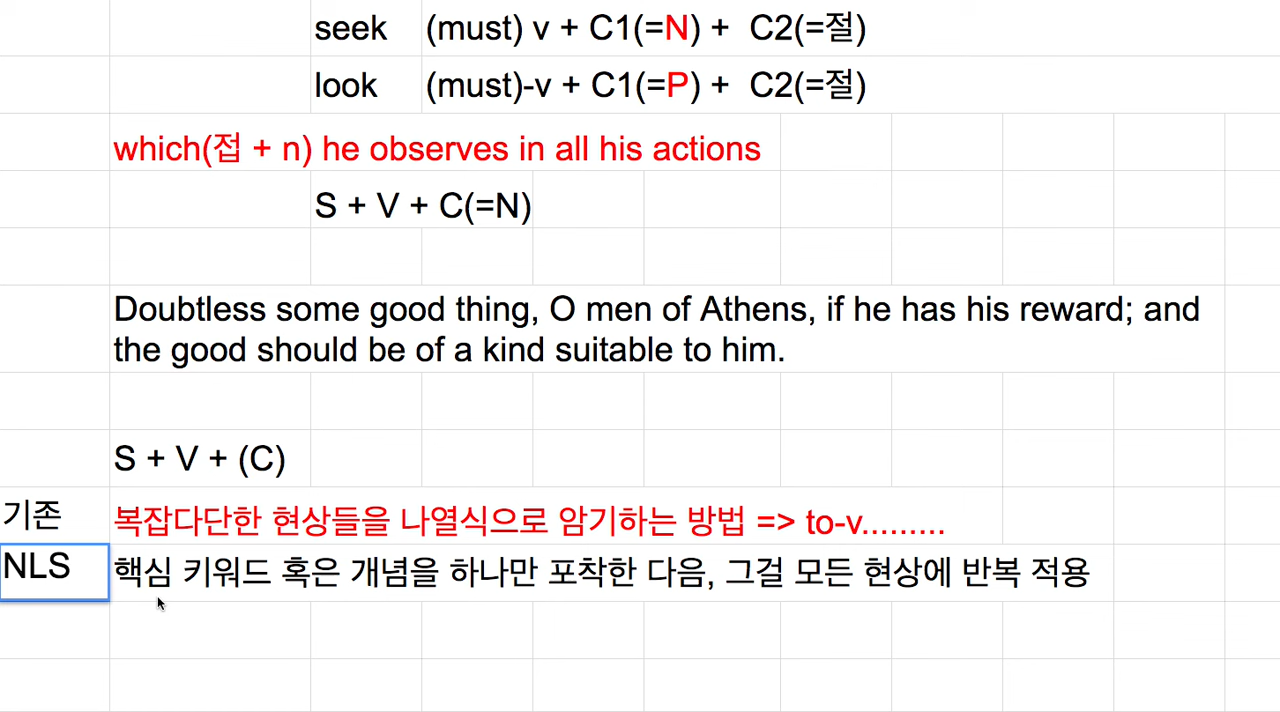 seek (must) v + C1(=N) + C2(=절)
look (must)-v + C1(=P) + C2(=절)
which(접 + n) he observes in all his actions
S + V + C(=N)
Doubtless some good thing, O men of Athens, if he has his reward; and
the good should be of a kind suitable to him.
S + V + (C)
기존 복잡다단한 현상들을 나열식으로 암기하는 방법 => to-v.........
NLS 핵심 키워드 혹은 개념을 하나만 포착한 다음, 그걸 모든 현상에 반복 적용